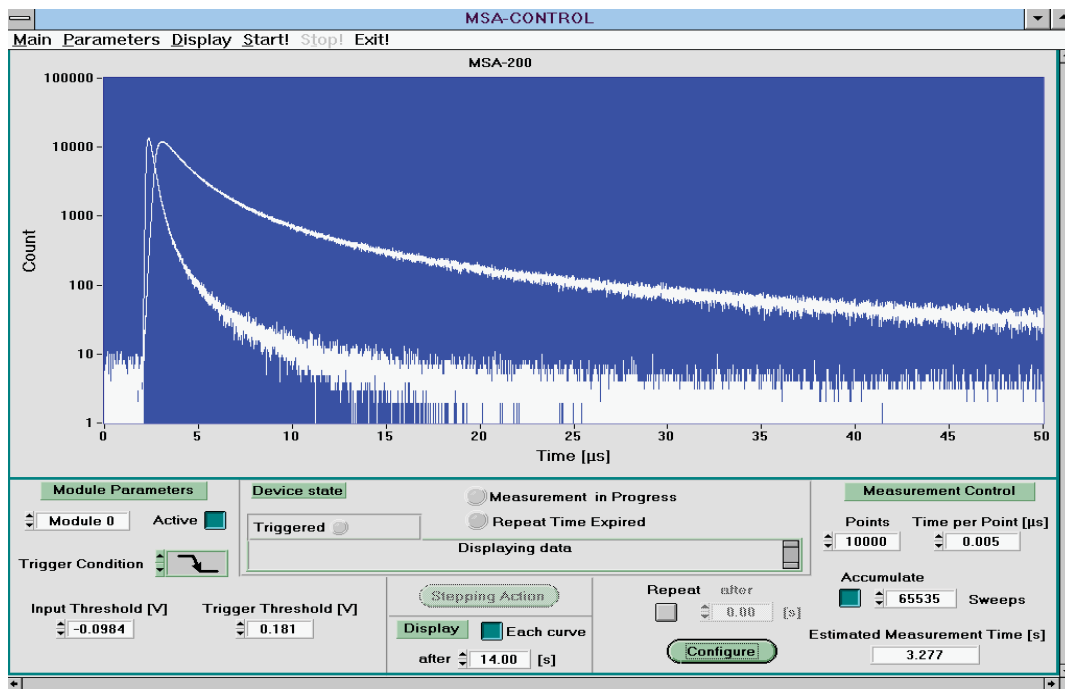 MSA-CONTROL
Main Parameters Display Start! Stop! Exit!
MSA-200
100000
10000
1000
100
10
1
Count
0 5 10 15 20 25 30 35 40 45 50
Time [µs]
Module Parameters
Module 0 Active
Trigger Condition
Input Threshold [V] Trigger Threshold [V]
-0.0984 0.181
Device state
Measurement in Progress
Triggered Repeat Time Expired
Displaying data
Stepping Action
Display Each curve
after 14.00 [s]
Repeat after
0.00 [s]
Configure
Measurement Control
Points Time per Point [µs]
10000 0.005
Accumulate
65535 Sweeps
Estimated Measurement Time [s]
3.277